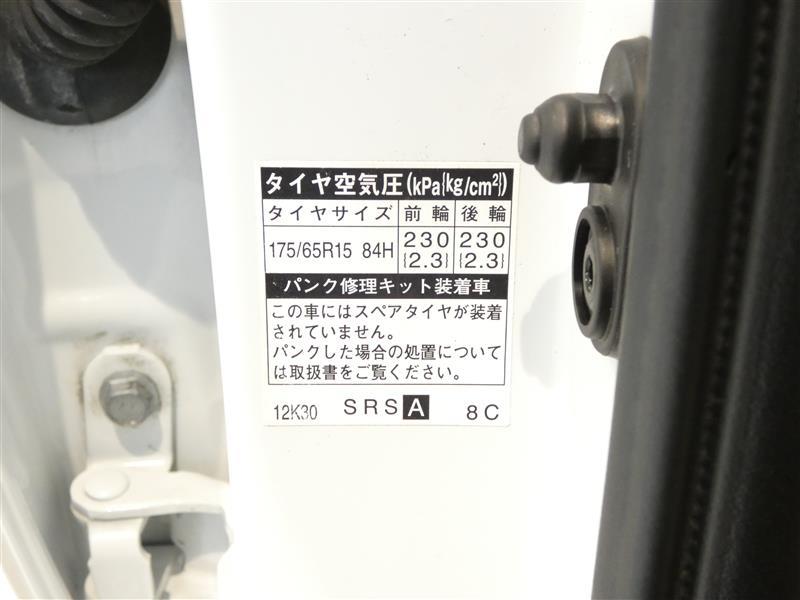 タイヤ空気圧(kPa{kg/cm²})
タイヤサイズ 前輪 後輪
175/65R15 84H 230 230
{2.3} {2.3}
パンク修理キット装着車
この車にはスペアタイヤが装着
されていません。
パンクした場合の処置について
は取扱書をご覧ください。
12K30 SRS A 8C